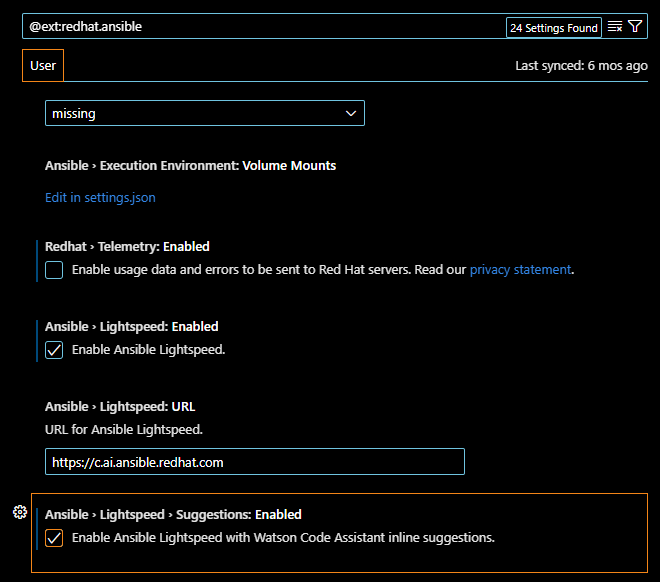 @ext:redhat.ansible
24 Settings Found
User
Last synced: 6 mos ago
missing
Ansible › Execution Environment: Volume Mounts
Edit in settings.json
Redhat › Telemetry: Enabled
Enable usage data and errors to be sent to Red Hat servers. Read our privacy statement.
Ansible › Lightspeed: Enabled
Enable Ansible Lightspeed.
Ansible › Lightspeed: URL
URL for Ansible Lightspeed.
https://c.ai.ansible.redhat.com
Ansible › Lightspeed › Suggestions: Enabled
Enable Ansible Lightspeed with Watson Code Assistant inline suggestions.